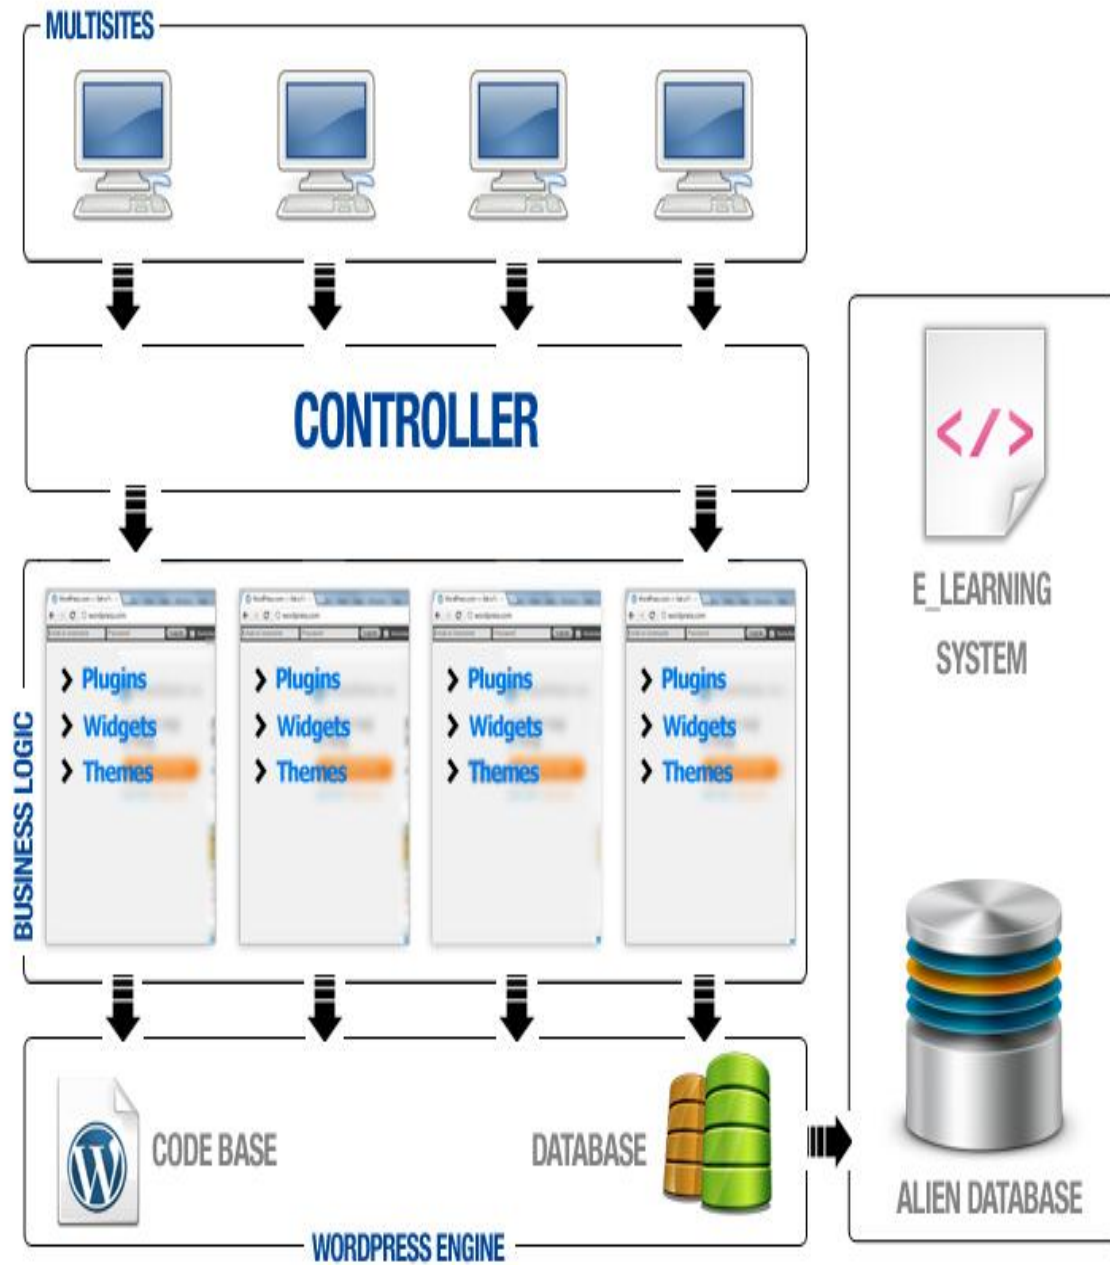 MULTISITES
CONTROLLER
BUSINESS LOGIC
Plugins
Widgets
Themes
Plugins
Widgets
Themes
Plugins
Widgets
Themes
Plugins
Widgets
Themes
CODE BASE
DATABASE
WORDPRESS ENGINE
</>
E_LEARNING
SYSTEM
ALIEN DATABASE